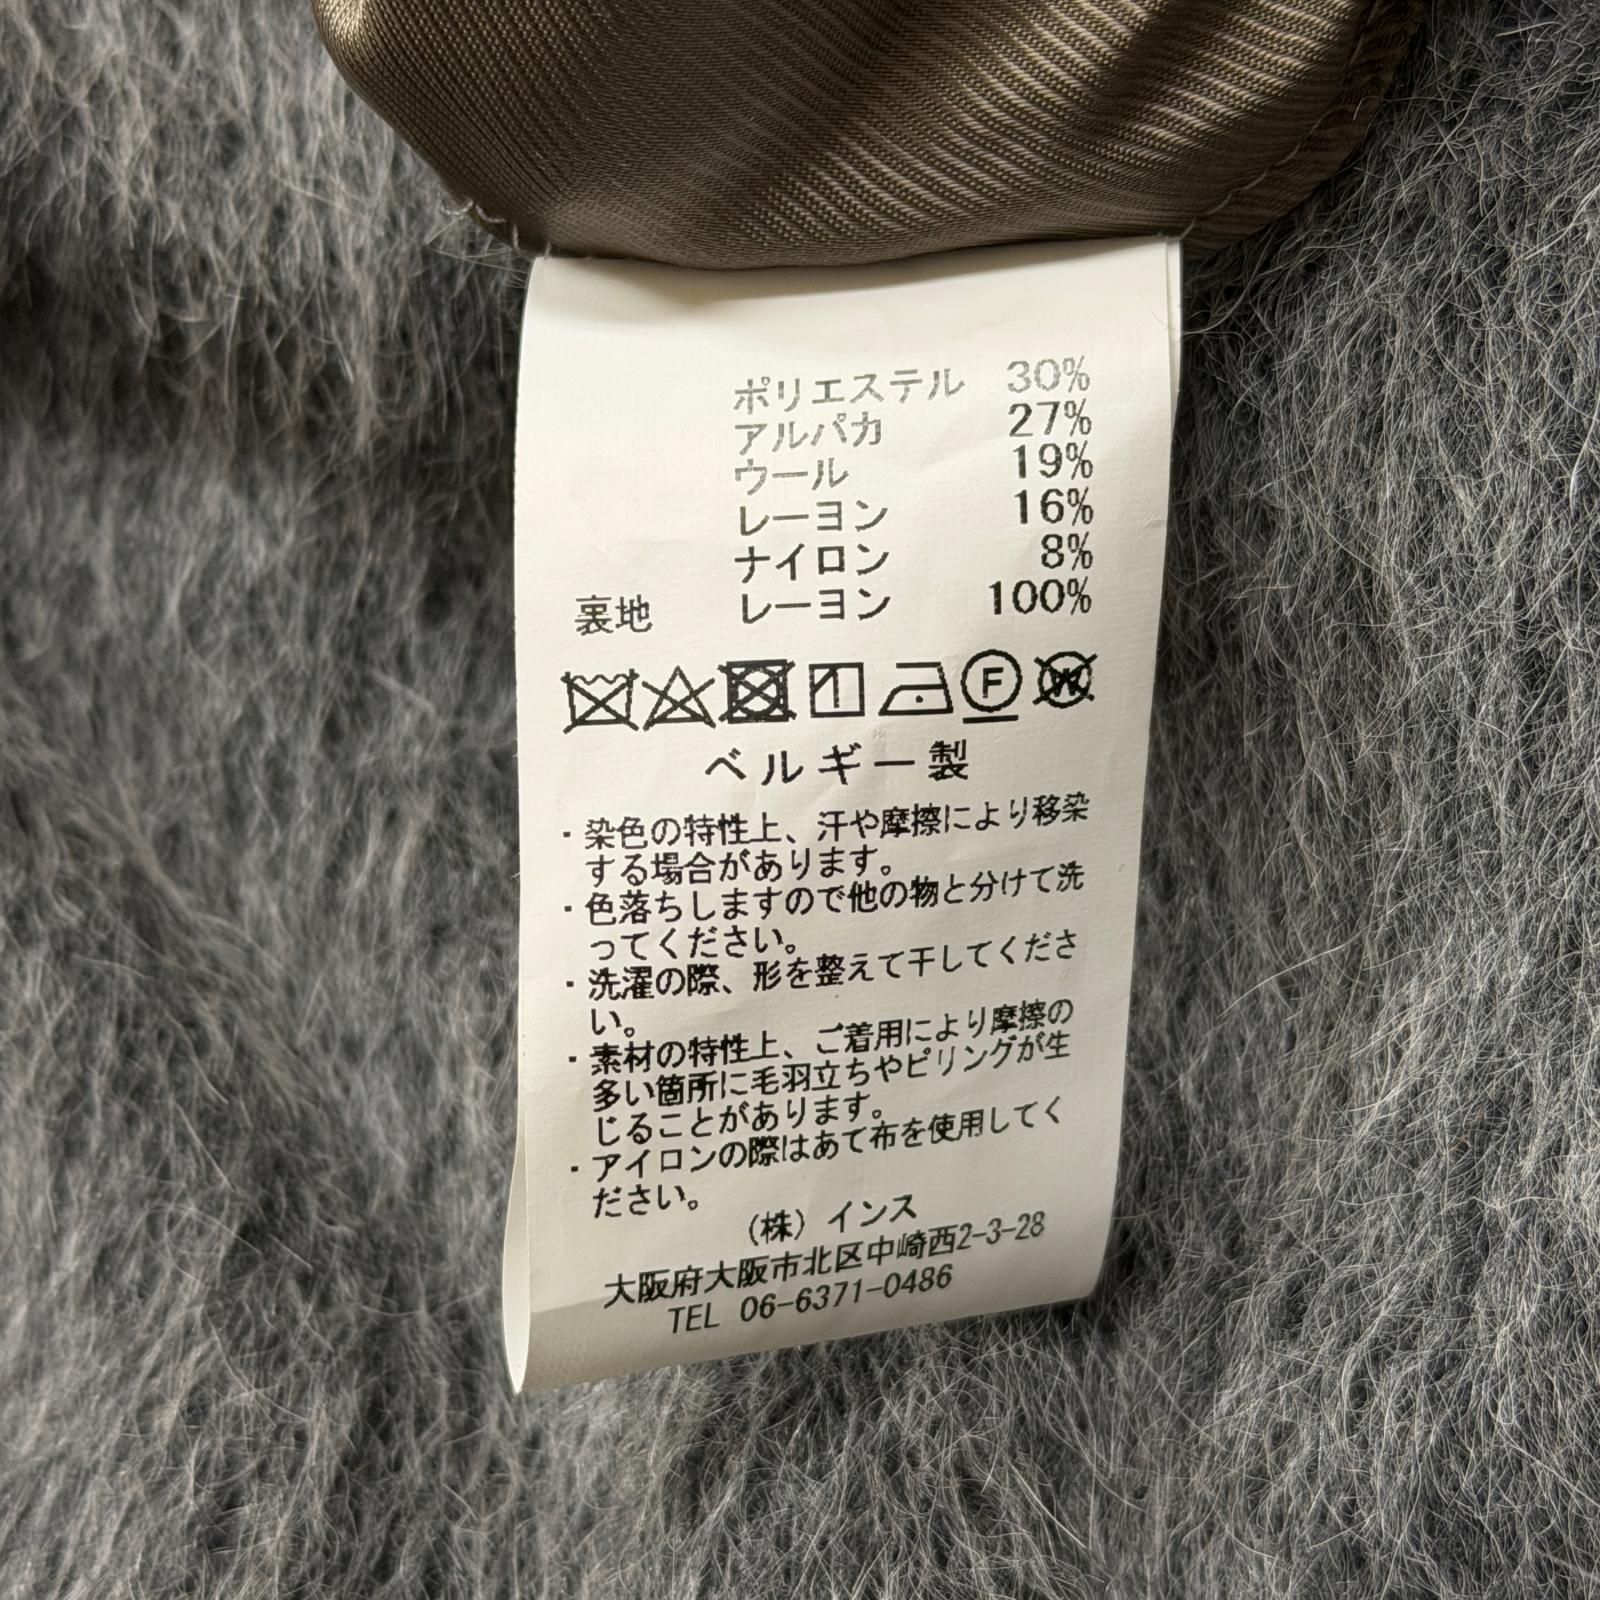 ポリエステル 30%
アルパカ 27%
ウール 19%
レーヨン 16%
ナイロン 8%
裏地 レーヨン 100%
F W
ベルギー製
・染色の特性上、汗や摩擦により移染
する場合があります。
・色落ちしますので他の物と分けて洗
ってください。
・洗濯の際、形を整えて干してくださ
い。
・素材の特性上、ご着用により摩擦の
多い箇所に毛羽立ちやピリングが生
じることがあります。
・アイロンの際はあて布を使用してく
ださい。
（株）インス
大阪府大阪市北区中崎西2-3-28
TEL 06-6371-0486